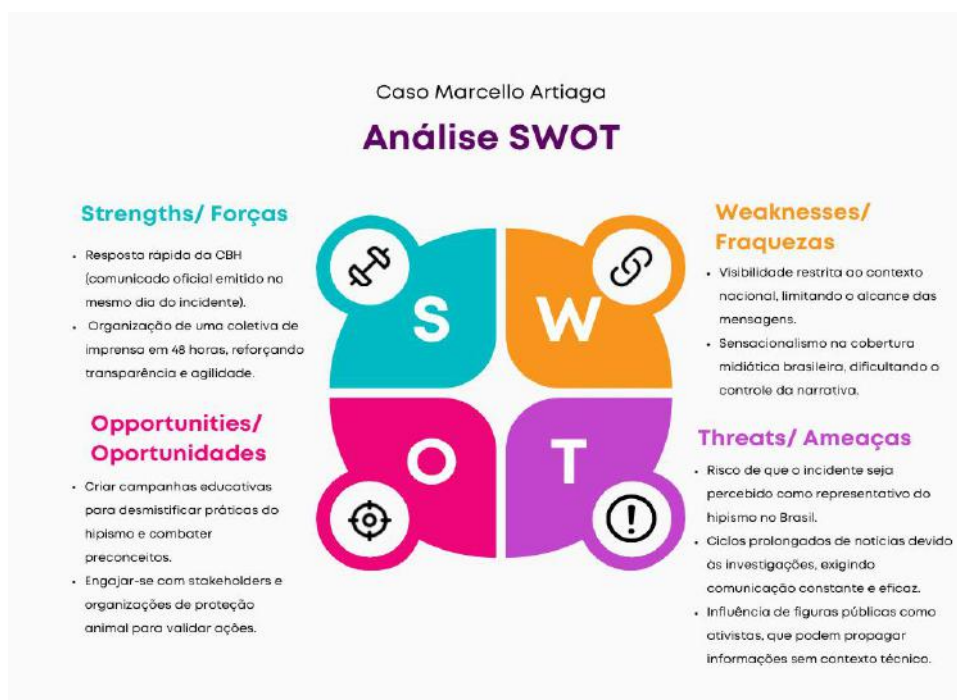 Caso Marcello Artiaga
Análise SWOT
Strengths/ Forças
• Resposta rápida da CBH
(comunicado oficial emitido no
mesmo dia do incidente).
• Organização de uma coletiva de
imprensa em 48 horas, reforçando
transparência e agilidade.
Weaknesses/
Fraquezas
• Visibilidade restrita ao contexto
nacional, limitando o alcance das
mensagens.
• Sensacionalismo na cobertura
midiática brasileira, dificultando o
controle da narrativa.
S
W
O
T
Opportunities/
Oportunidades
• Criar campanhas educativas
para desmistificar práticas do
hipismo e combater
preconceitos.
• Engajar-se com stakeholders e
organizações de proteção
animal para validar ações.
Threats/ Ameaças
• Risco de que o incidente seja
percebido como representativo do
hipismo no Brasil.
• Ciclos prolongados de notícias devido
às investigações, exigindo
comunicação constante e eficaz.
• Influência de figuras públicas como
ativistas, que podem propagar
informações sem contexto técnico.